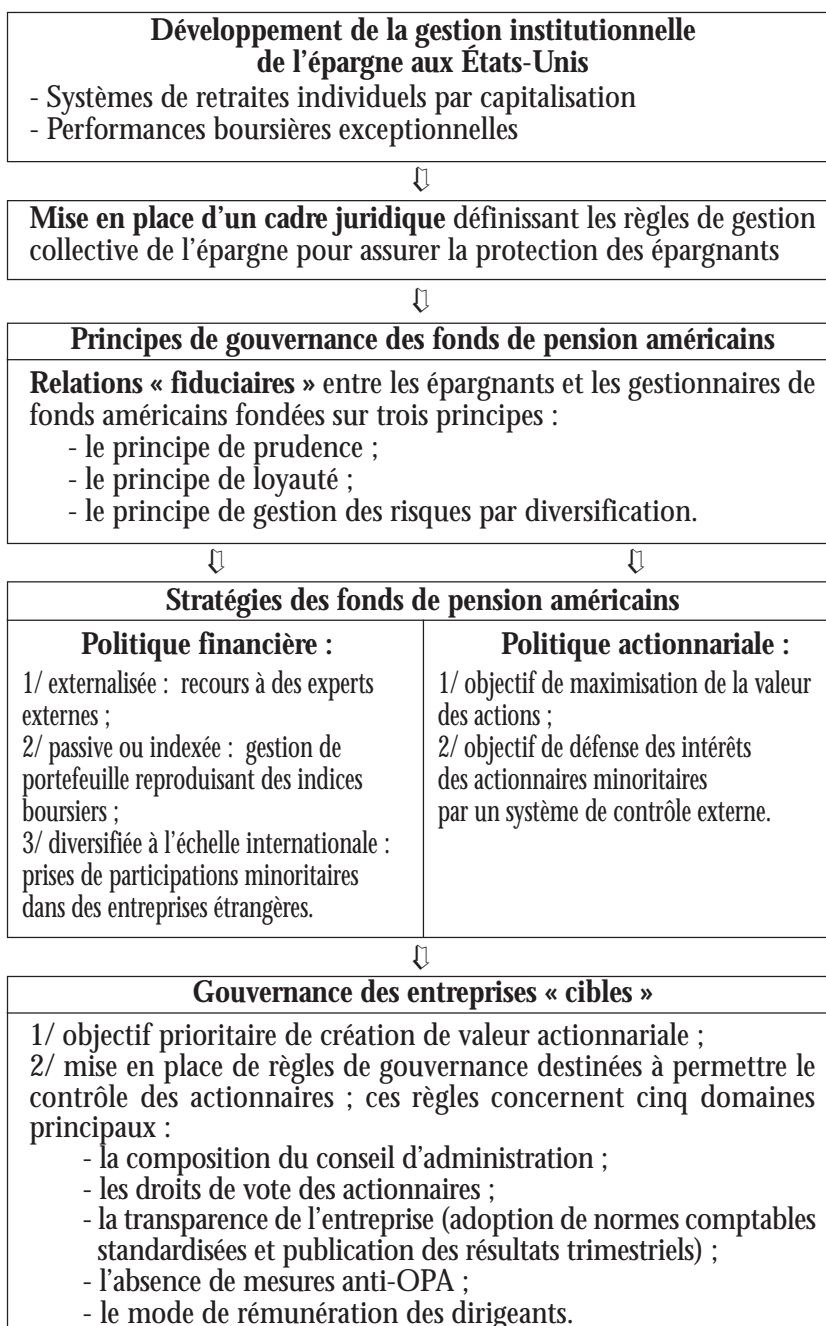 Développement de la gestion institutionnelle
de l’épargne aux États-Unis
- Systèmes de retraites individuels par capitalisation
- Performances boursières exceptionnelles
⇩
Mise en place d’un cadre juridique définissant les règles de gestion
collective de l’épargne pour assurer la protection des épargnants
⇩
Principes de gouvernance des fonds de pension américains
Relations « fiduciaires » entre les épargnants et les gestionnaires de
fonds américains fondées sur trois principes :
- le principe de prudence ;
- le principe de loyauté ;
- le principe de gestion des risques par diversification.
⇩ ⇩
Stratégies des fonds de pension américains
Politique financière :
1/ externalisée : recours à des experts
externes ;
2/ passive ou indexée : gestion de
portefeuille reproduisant des indices
boursiers ;
3/ diversifiée à l’échelle internationale :
prises de participations minoritaires
dans des entreprises étrangères.
Politique actionnariale :
1/ objectif de maximisation de la valeur
des actions ;
2/ objectif de défense des intérêts
des actionnaires minoritaires
par un système de contrôle externe.
⇩
Gouvernance des entreprises « cibles »
1/ objectif prioritaire de création de valeur actionnariale ;
2/ mise en place de règles de gouvernance destinées à permettre le
contrôle des actionnaires ; ces règles concernent cinq domaines
principaux :
- la composition du conseil d’administration ;
- les droits de vote des actionnaires ;
- la transparence de l’entreprise (adoption de normes comptables
standardisées et publication des résultats trimestriels) ;
- l’absence de mesures anti-OPA ;
- le mode de rémunération des dirigeants.